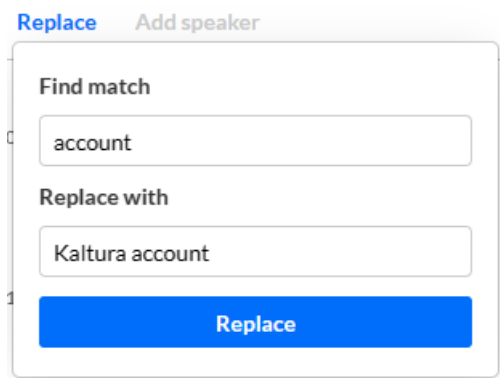 Replace Add speaker
Find match
account
Replace with
Kaltura account
Replace